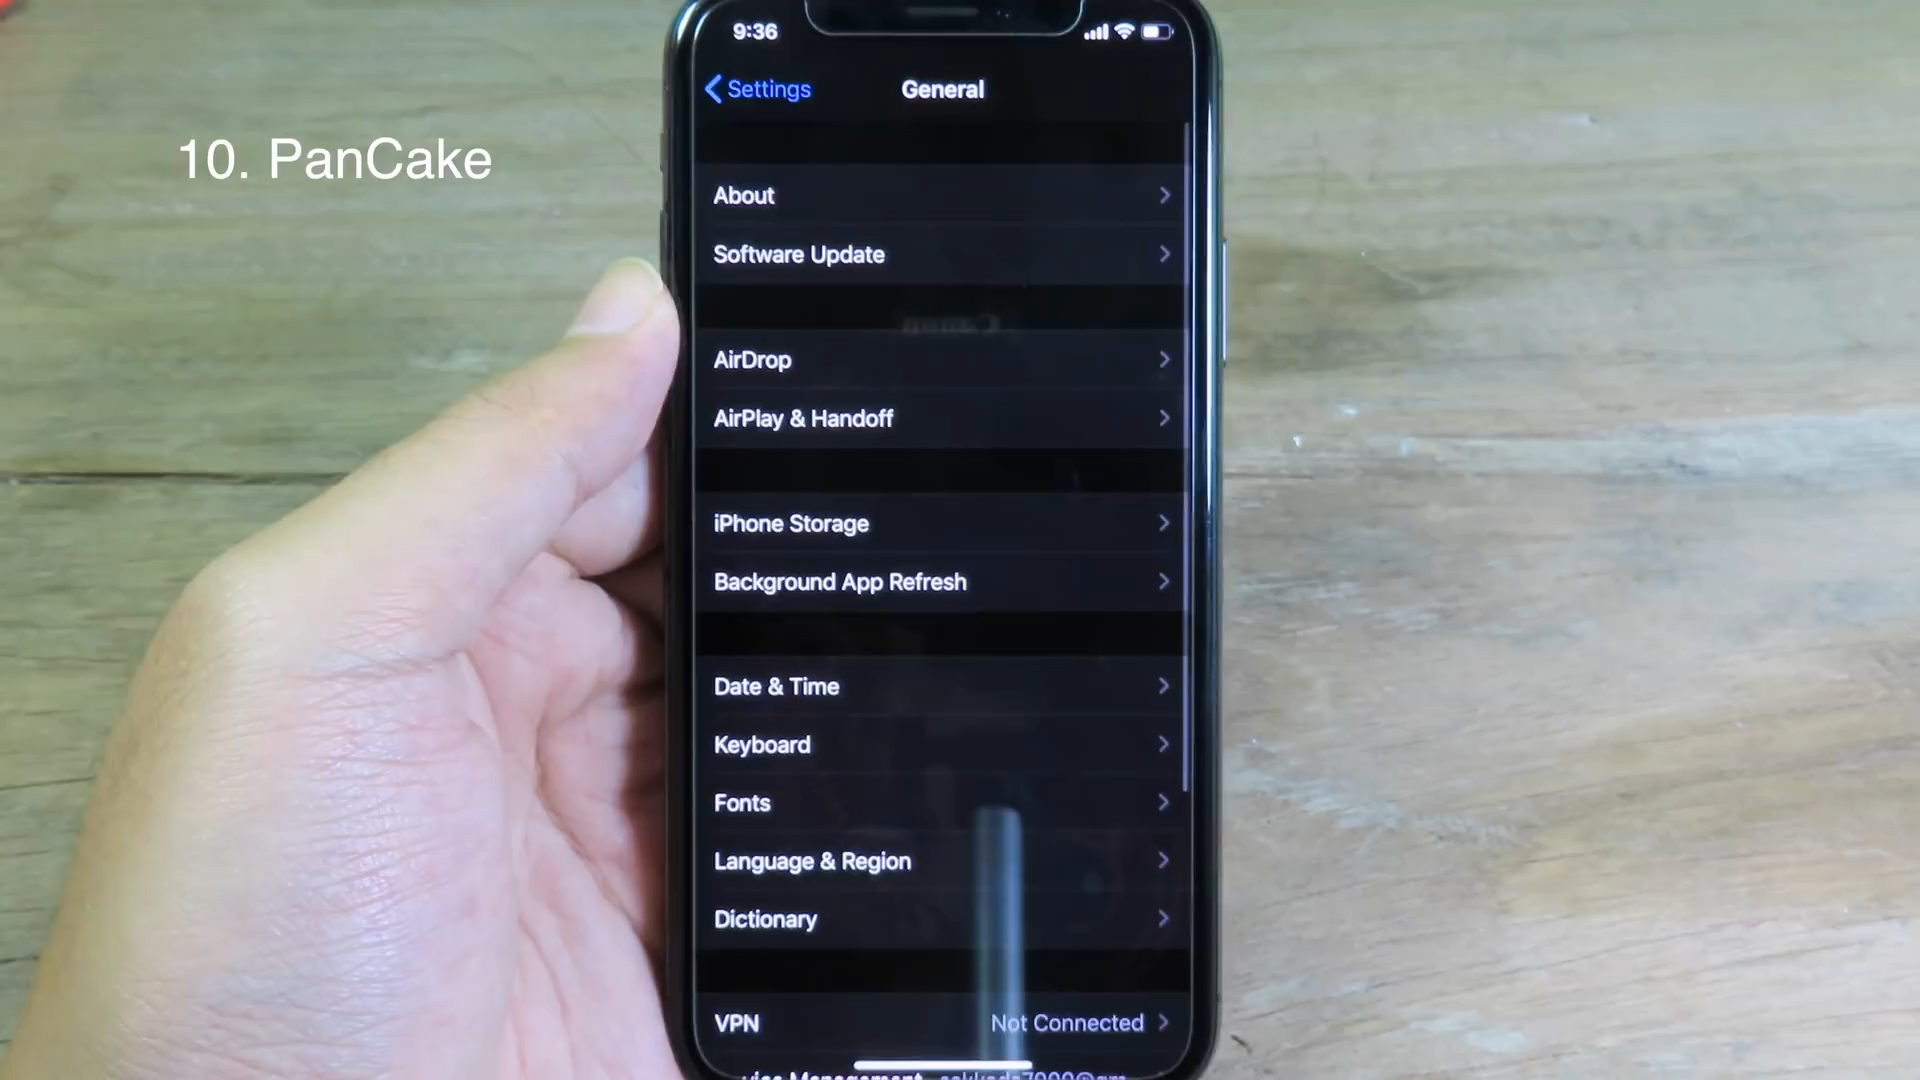 9:36
Settings
General
10. PanCake
About
Software Update
AirDrop
AirPlay & Handoff
iPhone Storage
Background App Refresh
Date & Time
Keyboard
Fonts
Language & Region
Dictionary
VPN
Not Connected
Management